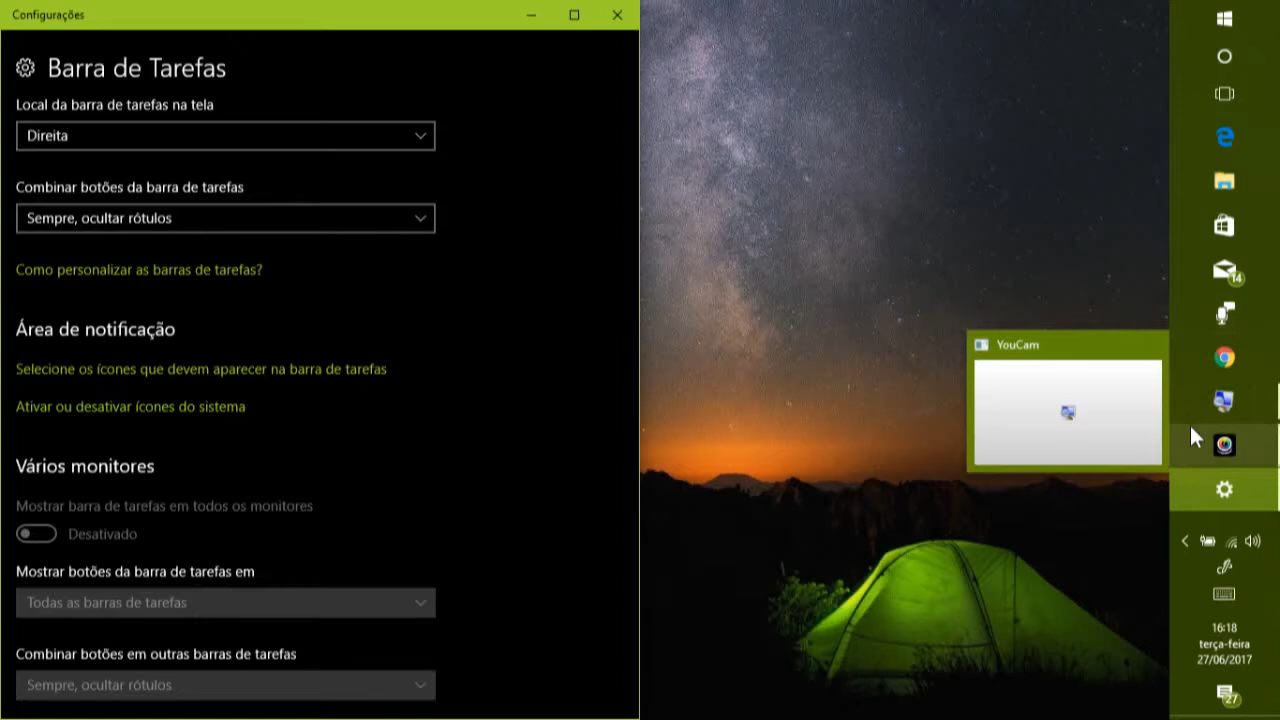 Configurações
Barra de Tarefas
Local da barra de tarefas na tela
Direita
Combinar botões da barra de tarefas
Sempre, ocultar rótulos
Como personalizar as barras de tarefas?
Área de notificação
Selecione os ícones que devem aparecer na barra de tarefas
Ativar ou desativar ícones do sistema
Vários monitores
Mostrar barra de tarefas em todos os monitores
Desativado
Mostrar botões da barra de tarefas em
Todas as barras de tarefas
Combinar botões em outras barras de tarefas
Sempre, ocultar rótulos
YouCam
14
16:18
terça-feira
27/06/2017
27